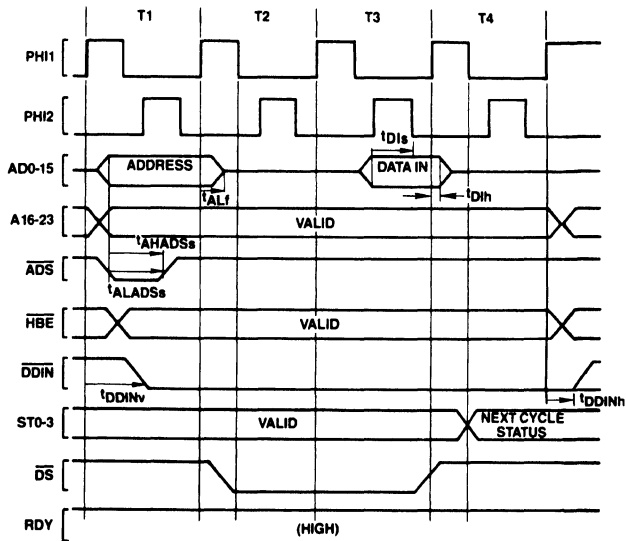 T1 T2 T3 T4
PHI1
PHI2
tDIs
AD0-15 ADDRESS DATA IN
tALf tDIh
A16-23 VALID
tAHADSs
ADS
tALADSs
HBE VALID
DDIN
tDDINv tDDINh
ST0-3 VALID NEXT CYCLE
STATUS
DS
RDY (HIGH)